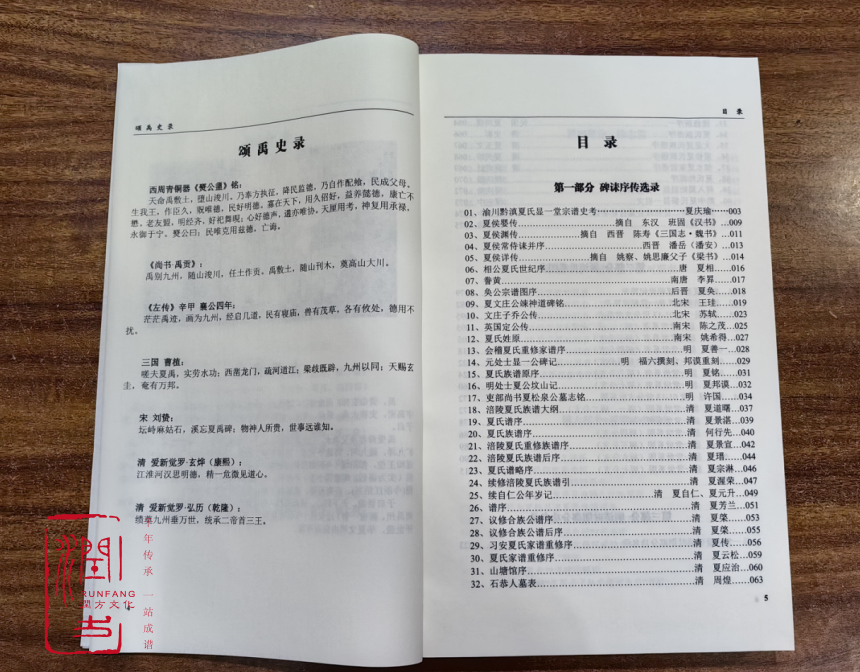 颂禹史录
颂禹史录
西周青铜器《燹公盨》铭：
天命禹敷土，堕山浚川，乃奉方执征，降民监德，乃自作配飨，民成父母，
生我王，作臣久，贶唯德，民好明德，寡在天下，用久佀好，益养懿德，康亡不
懋，老友娟，明经齐，好祀舞娊；心好德声，遹亦唯协，天厘用考，神复用承禄，
永御于宁。燹公曰；民唯克用兹德，亡诲。
《尚书·禹贡》：
禹别九州，随山浚川，任土作贡。禹敷土，随山刊木，奠高山大川。
《左传》辛甲 襄公四年：
茫茫禹迹，画为九州，经启几道。民有寝庙，兽有茂草，各有攸处，德用不
扰。
三国 曹植：
嗟夫夏禹，实劳水功；西凿龙门，疏河道江；梁歧既辟，九州以同；天赐玄
圭，奄有万邦。
宋 刘贽：
坛峙麻姑石，溪忘夏禹碑；物神人所贵，世事远谁知。
清 爱新觉罗·玄烨（康熙）：
江淮河汉思明德，精一危微见道心。
清 爱新觉罗·弘历（乾隆）：
绩奠九州垂万世，统承二帝首三王。
目 录
目 录
第一部分 碑诔序传选录
01、渝川黔滇夏氏显一堂宗谱史考……夏庆瑜……003
02、夏侯婴传……摘自 东汉 班固《汉书》…009
03、夏侯渊传……摘自 西晋 陈寿《三国志·魏书》…011
04、夏侯常侍诔并序……西晋 潘岳（潘安）…013
05、夏侯详传……摘自 姚察、姚思廉父子《梁书》…014
06、相公夏氏世纪序……唐 夏相……016
07、誊黄……南唐 李昇……017
08、奂公宗谱图序……后晋 夏奂……018
09、夏文庄公竦神道碑铭……北宋 王珪……019
10、文庄子乔公传……北宋 苏轼……023
11、英国定公传……南宋 陈之茂…025
12、夏氏姓原……南宋 姚希得…027
13、会稽夏氏重修家谱序……明 夏善一…028
14、元处士显一公碑记……明 福六撰刻、邦谟重刻……029
15、夏氏族谱原序……明 夏铭……031
16、明处士夏公坟山记……明 夏邦谟…032
17、吏部尚书夏松泉公墓志铭……明 许国……034
18、涪陵夏氏族谱大纲……清 夏道曙…037
19、夏氏谱序……清 夏景湛…039
20、夏氏族谱序……清 何行先…040
21、涪陵夏氏重修族谱序……清 夏景宣…042
22、涪陵夏氏族谱后序……清 夏璔……044
23、夏氏谱略序……清 夏宗淋…046
24、续修涪陵夏氏族谱引……清 夏渥荣…047
25、续自仁公年岁记……清 夏自仁、夏元升…049
26、谱序……清 夏芳兰…051
27、议修合族公谱序……清 夏荣……053
28、议修合族公谱后序……清 夏荣……055
29、习安夏氏家谱重修序……清 夏传……056
30、夏氏家谱重修序……清 夏云松…059
31、山塘馆序……清 夏应治…060
32、石恭人墓表……清 周煌……063
5
润
方
RUNFANG
润方文化
年传承 一站成谱